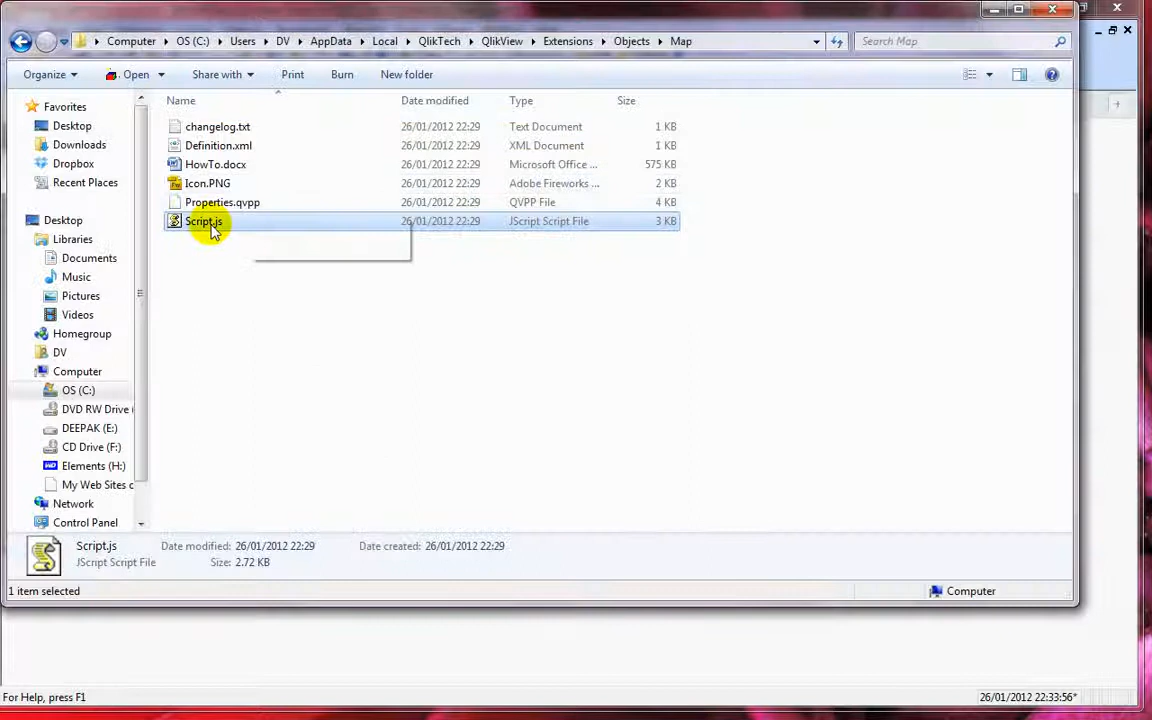 Computer OS (C:) Users DV AppData Local QlikTech QlikView Extensions Objects Map Search Map
Organize Open Share with Print Burn New folder
Name Date modified Type Size
changelog.txt 26/01/2012 22:29 Text Document 1 KB
Definition.xml 26/01/2012 22:29 XML Document 1 KB
HowTo.docx 26/01/2012 22:29 Microsoft Office ... 575 KB
Icon.PNG 26/01/2012 22:29 Adobe Fireworks ... 2 KB
Properties.qvpp 26/01/2012 22:29 QVPP File 4 KB
Script.js 26/01/2012 22:29 JScript Script File 3 KB
Favorites
Desktop
Downloads
Dropbox
Recent Places
Desktop
Libraries
Documents
Music
Pictures
Videos
Homegroup
DV
Computer
OS (C:)
DVD RW Drive (
DEEPAK (E:)
CD Drive (F:)
Elements (H:)
My Web Sites c
Network
Control Panel
Script.js Date modified: 26/01/2012 22:29 Date created: 26/01/2012 22:29
JScript Script File Size: 2.72 KB
1 item selected Computer
For Help, press F1 26/01/2012 22:33:56*